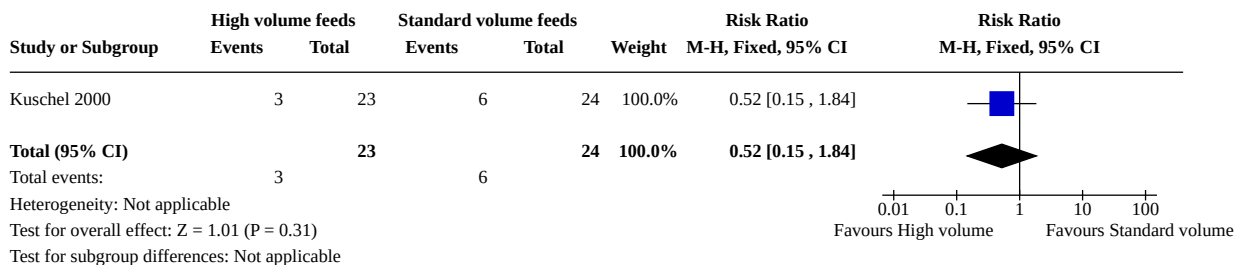 High volume feeds Standard volume feeds Risk Ratio Risk Ratio
Study or Subgroup Events Total Events Total Weight M-H, Fixed, 95% CI M-H, Fixed, 95% CI
Kuschel 2000 3 23 6 24 100.0% 0.52 [0.15 , 1.84]
Total (95% CI) 23 24 100.0% 0.52 [0.15 , 1.84]
Total events: 3 6
Heterogeneity: Not applicable
0.01 0.1 1 10 100
Test for overall effect: Z = 1.01 (P = 0.31) Favours High volume Favours Standard volume
Test for subgroup differences: Not applicable